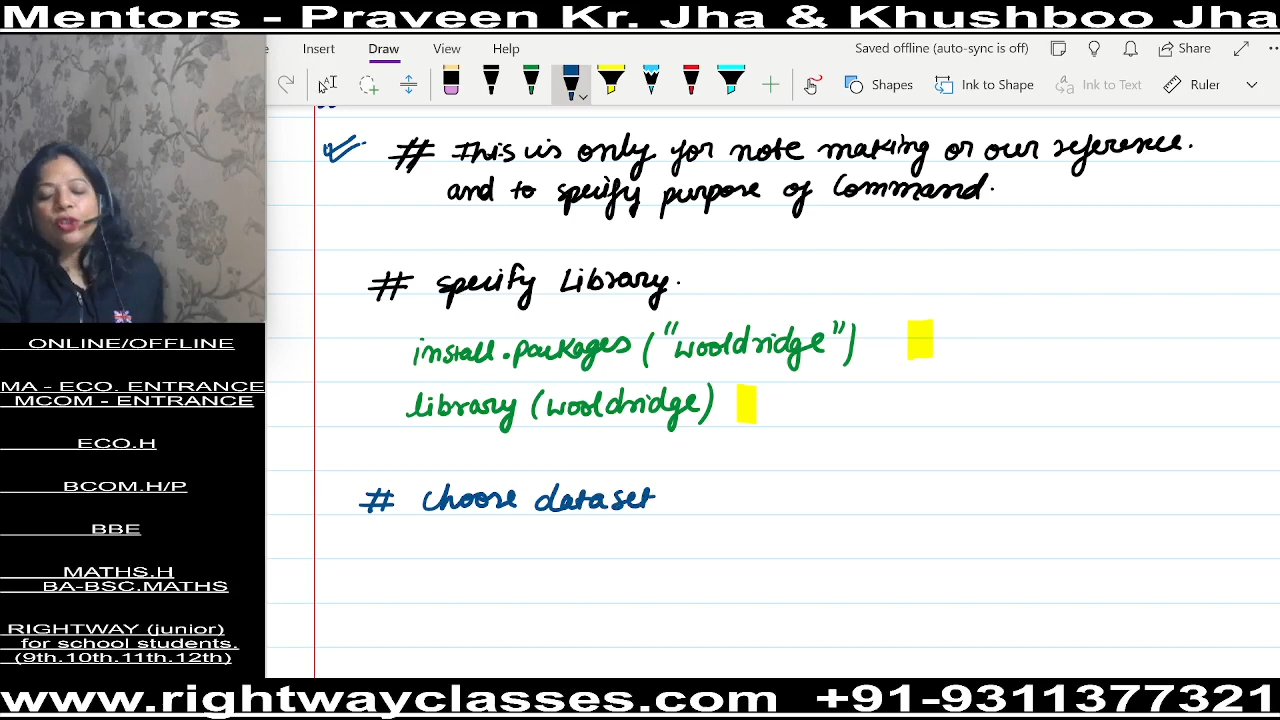 Mentors - Praveen Kr. Jha & Khushboo Jha
Insert Draw View Help Saved offline (auto-sync is off) Share
Shapes Ink to Shape Ink to Text Ruler
# This is only for note making or our reference.
and to specify purpose of Command.
# specify Library.
install.packages ("wooldridge")
library (wooldridge)
# choose dataset
ONLINE/OFFLINE
MA - ECO. ENTRANCE
MCOM - ENTRANCE
ECO.H
BCOM.H/P
BBE
MATHS.H
BA-BSC.MATHS
RIGHTWAY (junior)
for school students.
(9th.10th.11th.12th)
www.rightwayclasses.com +91-9311377321